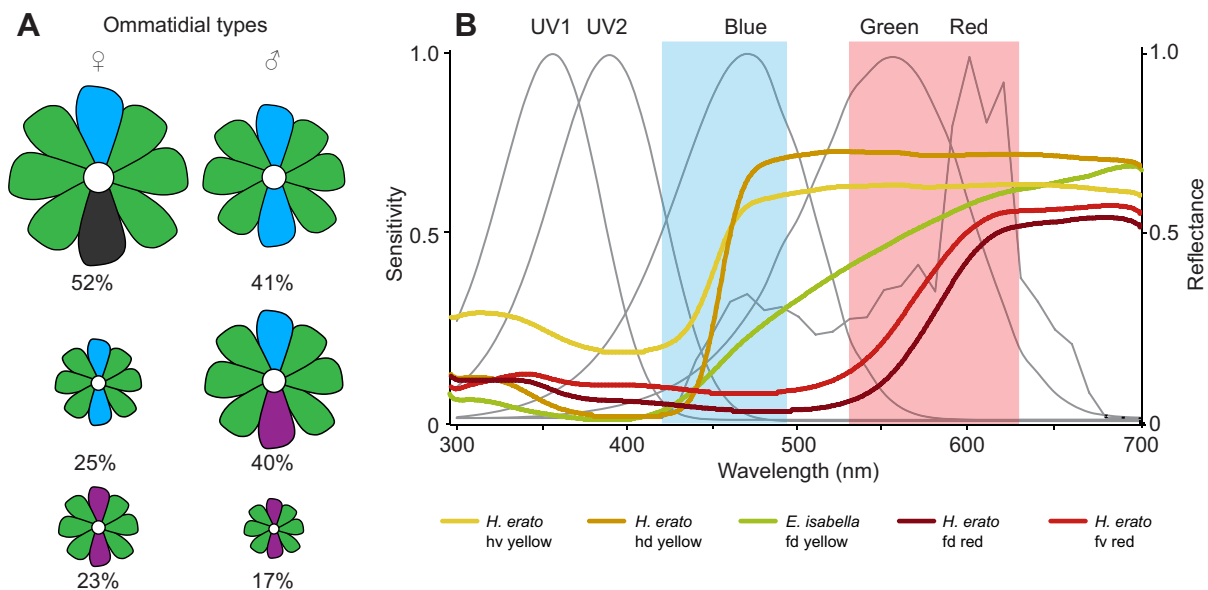 A
Ommatidial types
♀ ♂
52% 41%
25% 40%
23% 17%
B
UV1 UV2 Blue Green Red
1.0 1.0
0.5 0.5
0 0
Sensitivity
Reflectance
300 400 500 600 700
Wavelength (nm)
H. erato H. erato E. isabella H. erato H. erato
hv yellow hd yellow fd yellow fd red fv red